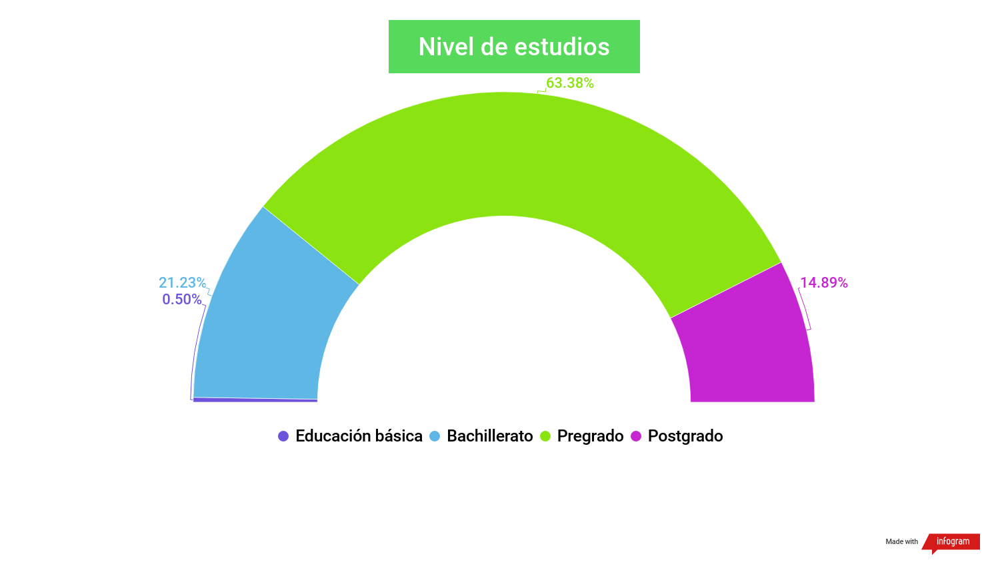 Nivel de estudios
63.38%
21.23%
0.50%
14.89%
Educación básica Bachillerato Pregrado Postgrado
Made with infogram